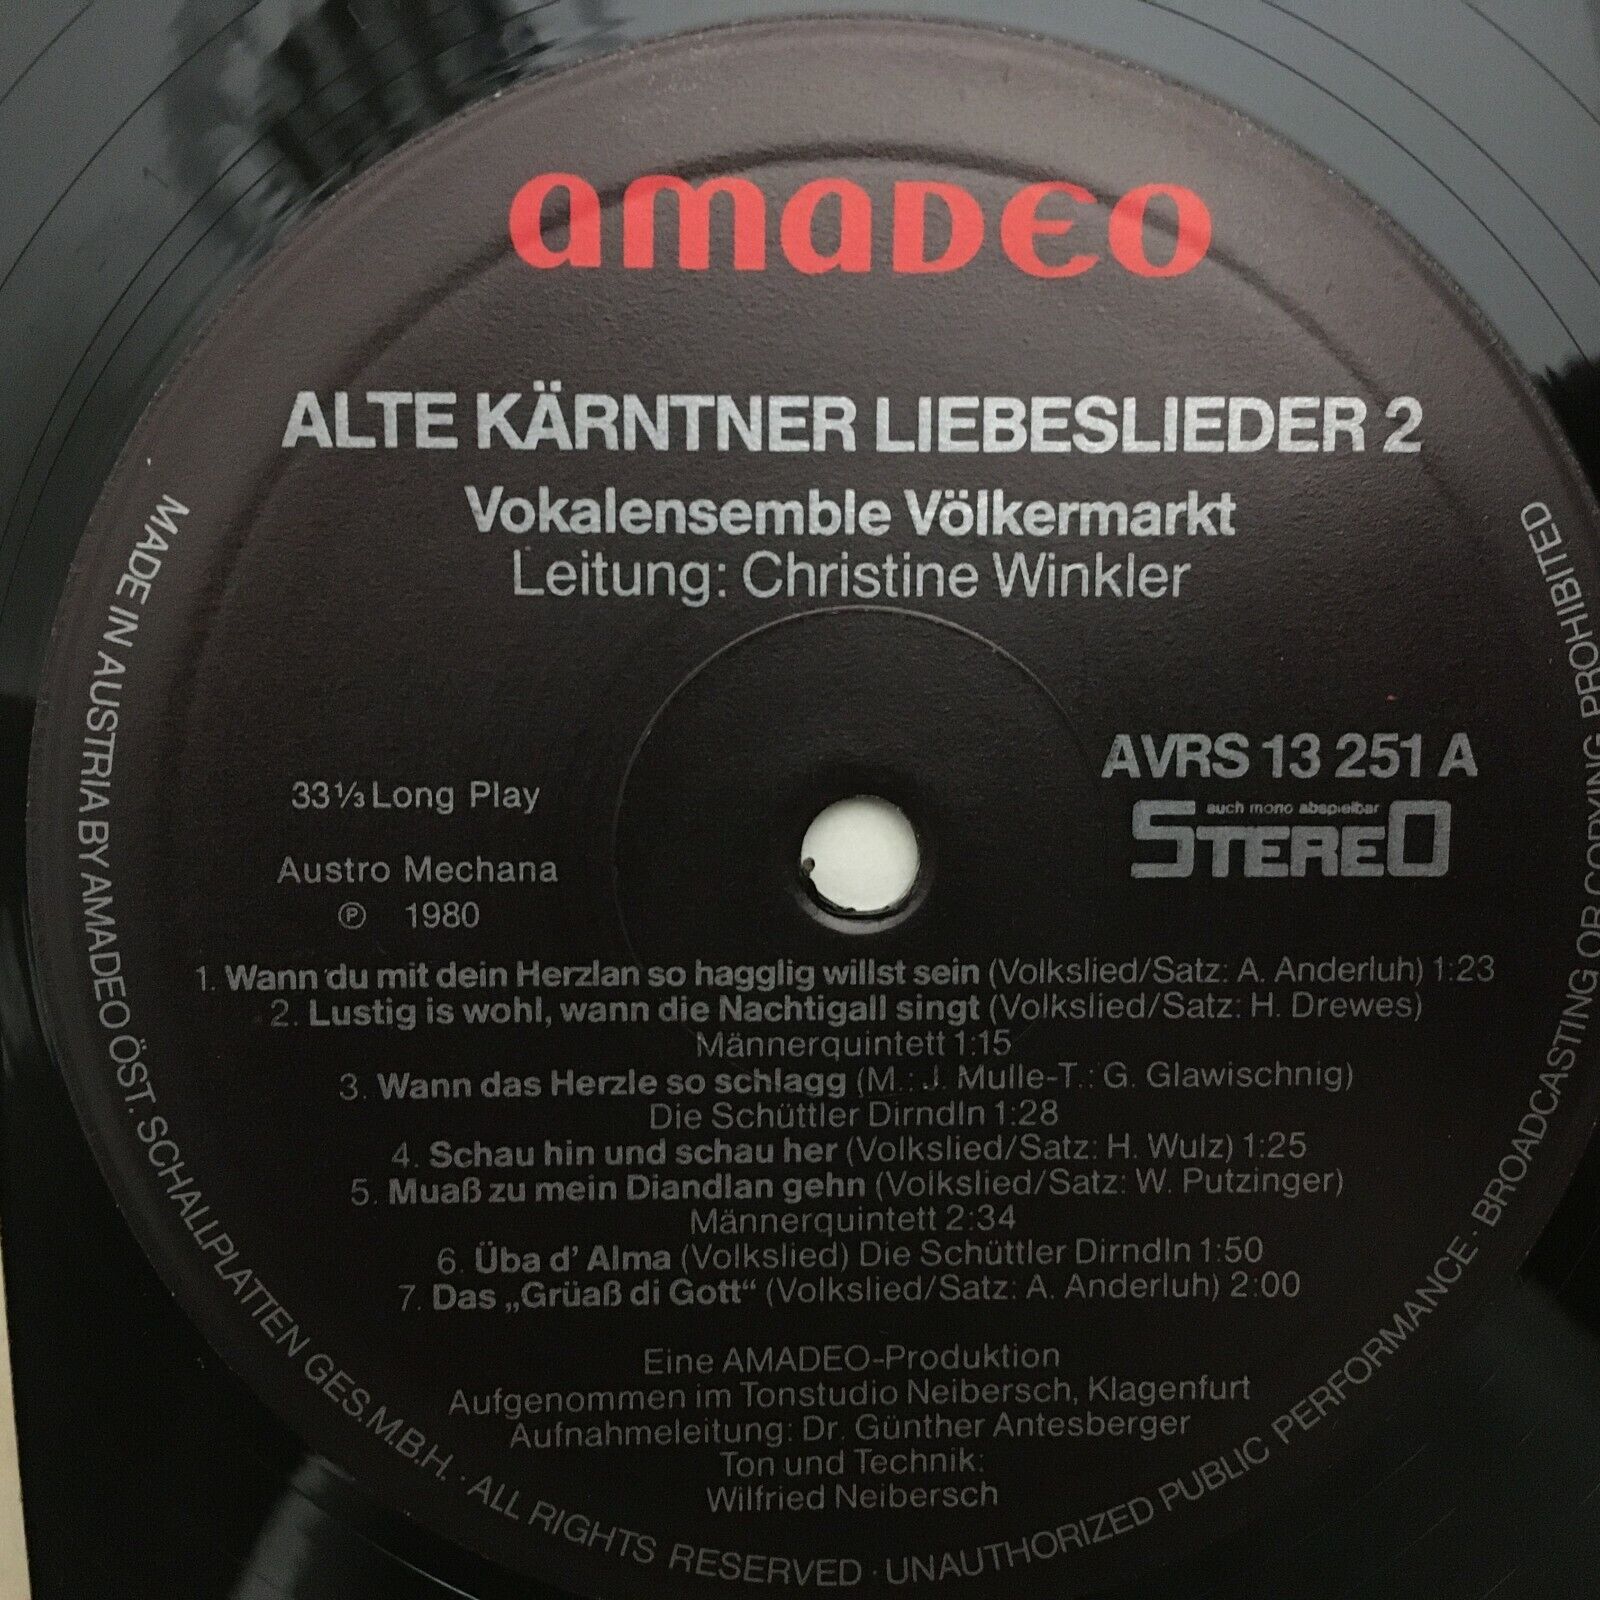 amaDEO
ALTE KÄRNTNER LIEBESLIEDER 2
Vokalensemble Völkermarkt
Leitung: Christine Winkler
AVRS 13 251 A
auch mono abspielbar
STEREO
33 1/3 Long Play
Austro Mechana
℗ 1980
1. Wann du mit dein Herzlan so hagglig willst sein (Volkslied/Satz: A. Anderluh) 1:23
2. Lustig is wohl, wann die Nachtigall singt (Volkslied/Satz: H. Drewes)
Männerquintett 1:15
3. Wann das Herzle so schlagg (M.: J. Mulle-T.: G. Glawischnig)
Die Schüttler Dirndln 1:28
4. Schau hin und schau her (Volkslied/Satz: H. Wulz) 1:25
5. Muaß zu mein Diandlan gehn (Volkslied/Satz: W. Putzinger)
Männerquintett 2:34
6. Üba d' Alma (Volkslied) Die Schüttler Dirndln 1:50
7. Das „Grüaß di Gott“ (Volkslied/Satz: A. Anderluh) 2:00
Eine AMADEO-Produktion
Aufgenommen im Tonstudio Neibersch, Klagenfurt
Aufnahmeleitung: Dr. Günther Antesberger
Ton und Technik:
Wilfried Neibersch
MADE IN AUSTRIA BY AMADEO ÖST. SCHALLPLATTEN GES.M.B.H. · ALL RIGHTS RESERVED · UNAUTHORIZED PUBLIC PERFORMANCE · BROADCASTING OR COPYING PROHIBITED